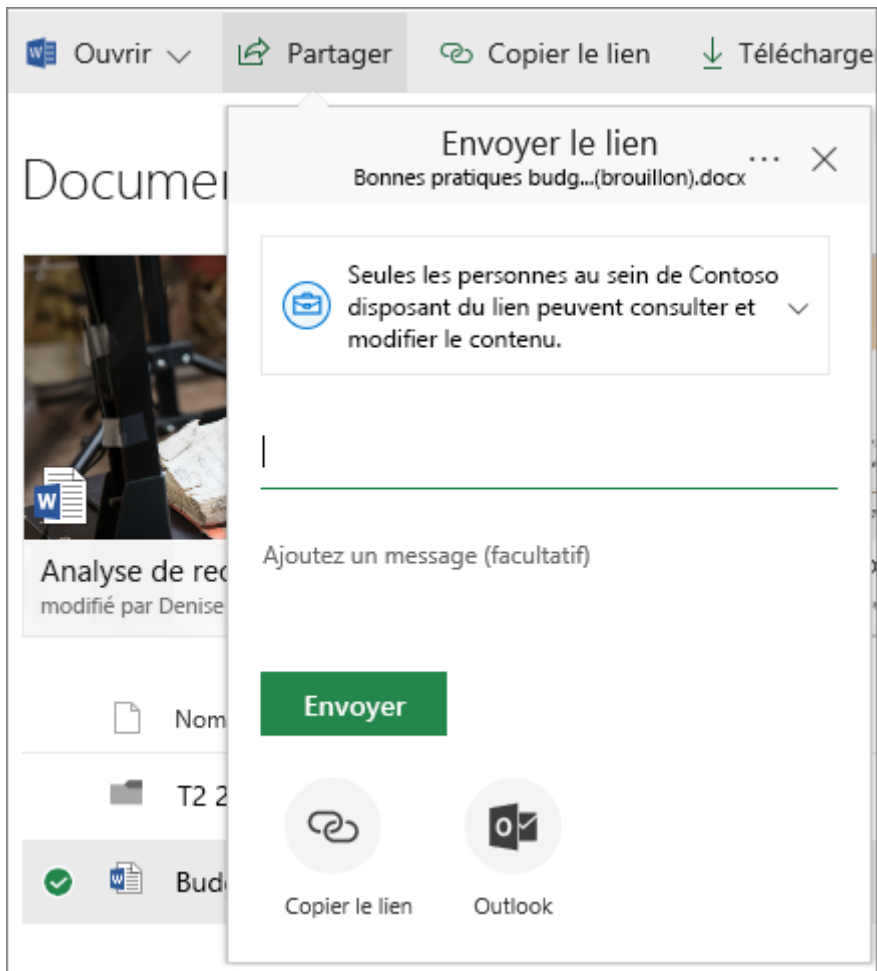 Ouvrir Partager Copier le lien Télécharge
Docume
Envoyer le lien
Bonnes pratiques budg...(brouillon).docx
Seules les personnes au sein de Contoso
disposant du lien peuvent consulter et
modifier le contenu.
Ajoutez un message (facultatif)
Analyse de rec
modifié par Denise
Envoyer
Nom
T2 2
Bud
Copier le lien Outlook